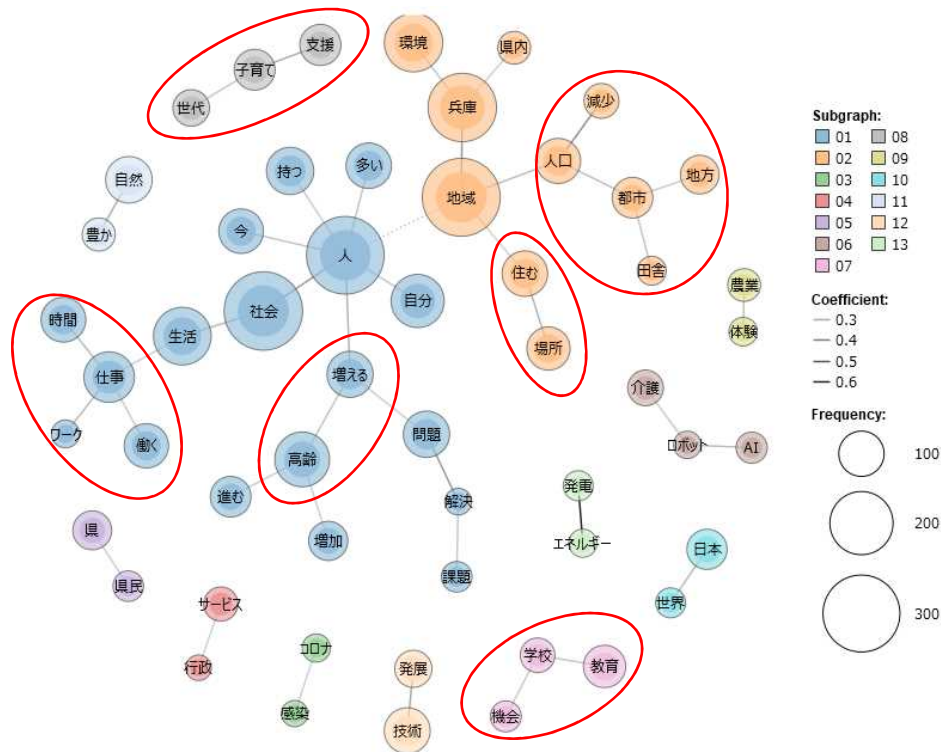 支援
子育て
世代
環境
県内
兵庫
減少
人口
地方
都市
田舎
地域
持つ
多い
自然
豊か
今
人
社会
自分
住む
場所
農業
体験
時間
生活
仕事
ワーク
働く
増える
高齢
問題
進む
増加
解決
課題
介護
ロボット
AI
発電
エネルギー
日本
世界
県
県民
サービス
行政
コロナ
感染
発展
技術
学校
教育
機会
Subgraph:
01 08
02 09
03 10
04 11
05 12
06 13
07
Coefficient:
0.3
0.4
0.5
0.6
Frequency:
100
200
300